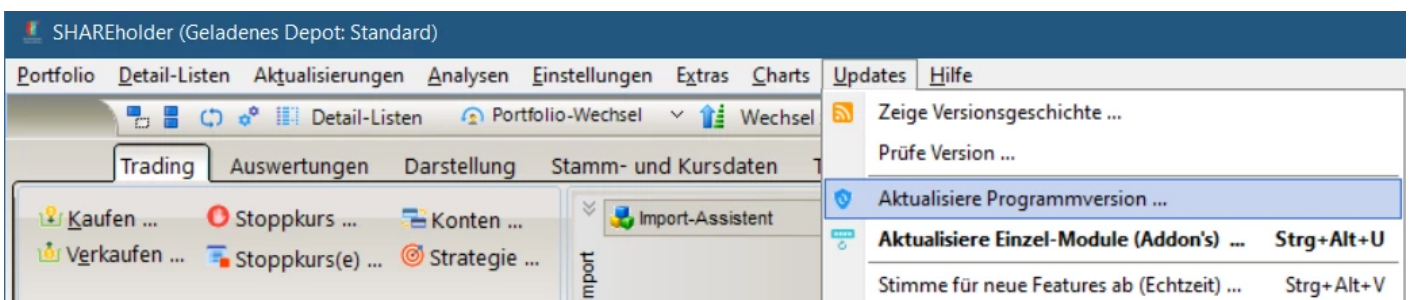 SHAREholder (Geladenes Depot: Standard)
Portfolio Detail-Listen Aktualisierungen Analysen Einstellungen Extras Charts Updates Hilfe
Detail-Listen Portfolio-Wechsel Wechsel
Zeige Versionsgeschichte ...
Prüfe Version ...
Trading Auswertungen Darstellung Stamm- und Kursdaten
Aktualisiere Programmversion ...
Kaufen ... Stoppkurs ... Konten ... Import-Assistent
Aktualisiere Einzel-Module (Addon's) ... Strg+Alt+U
Verkaufen ... Stoppkurs(e) ... Strategie ...
Stimme für neue Features ab (Echtzeit) ... Strg+Alt+V